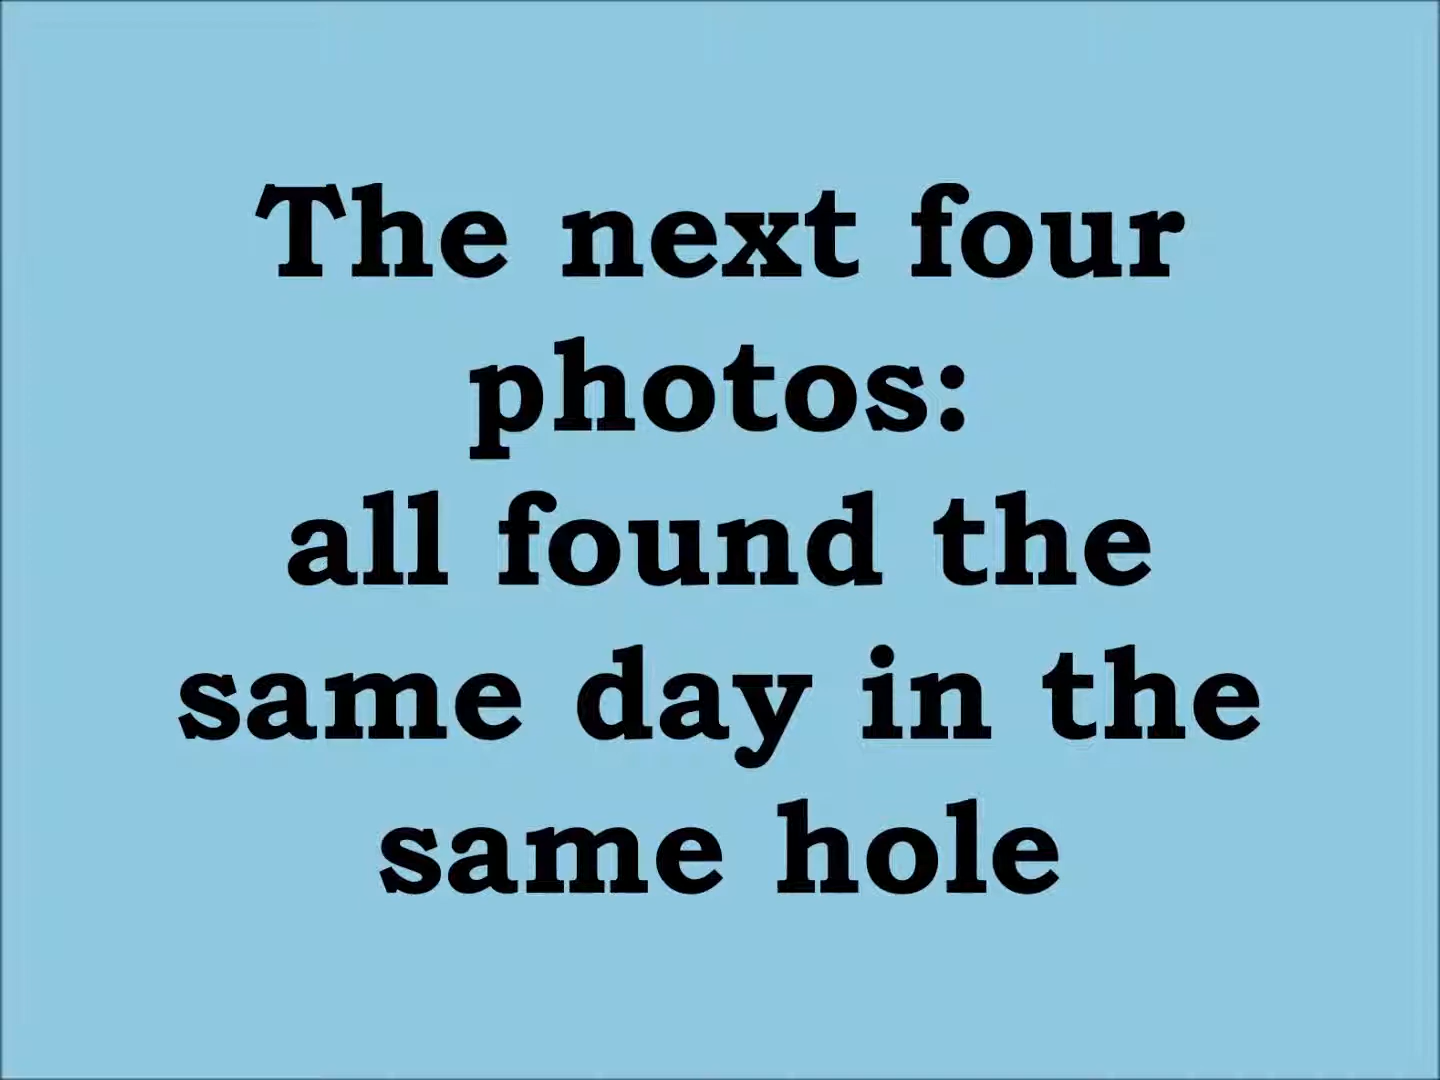 The next four
photos:
all found the
same day in the
same hole